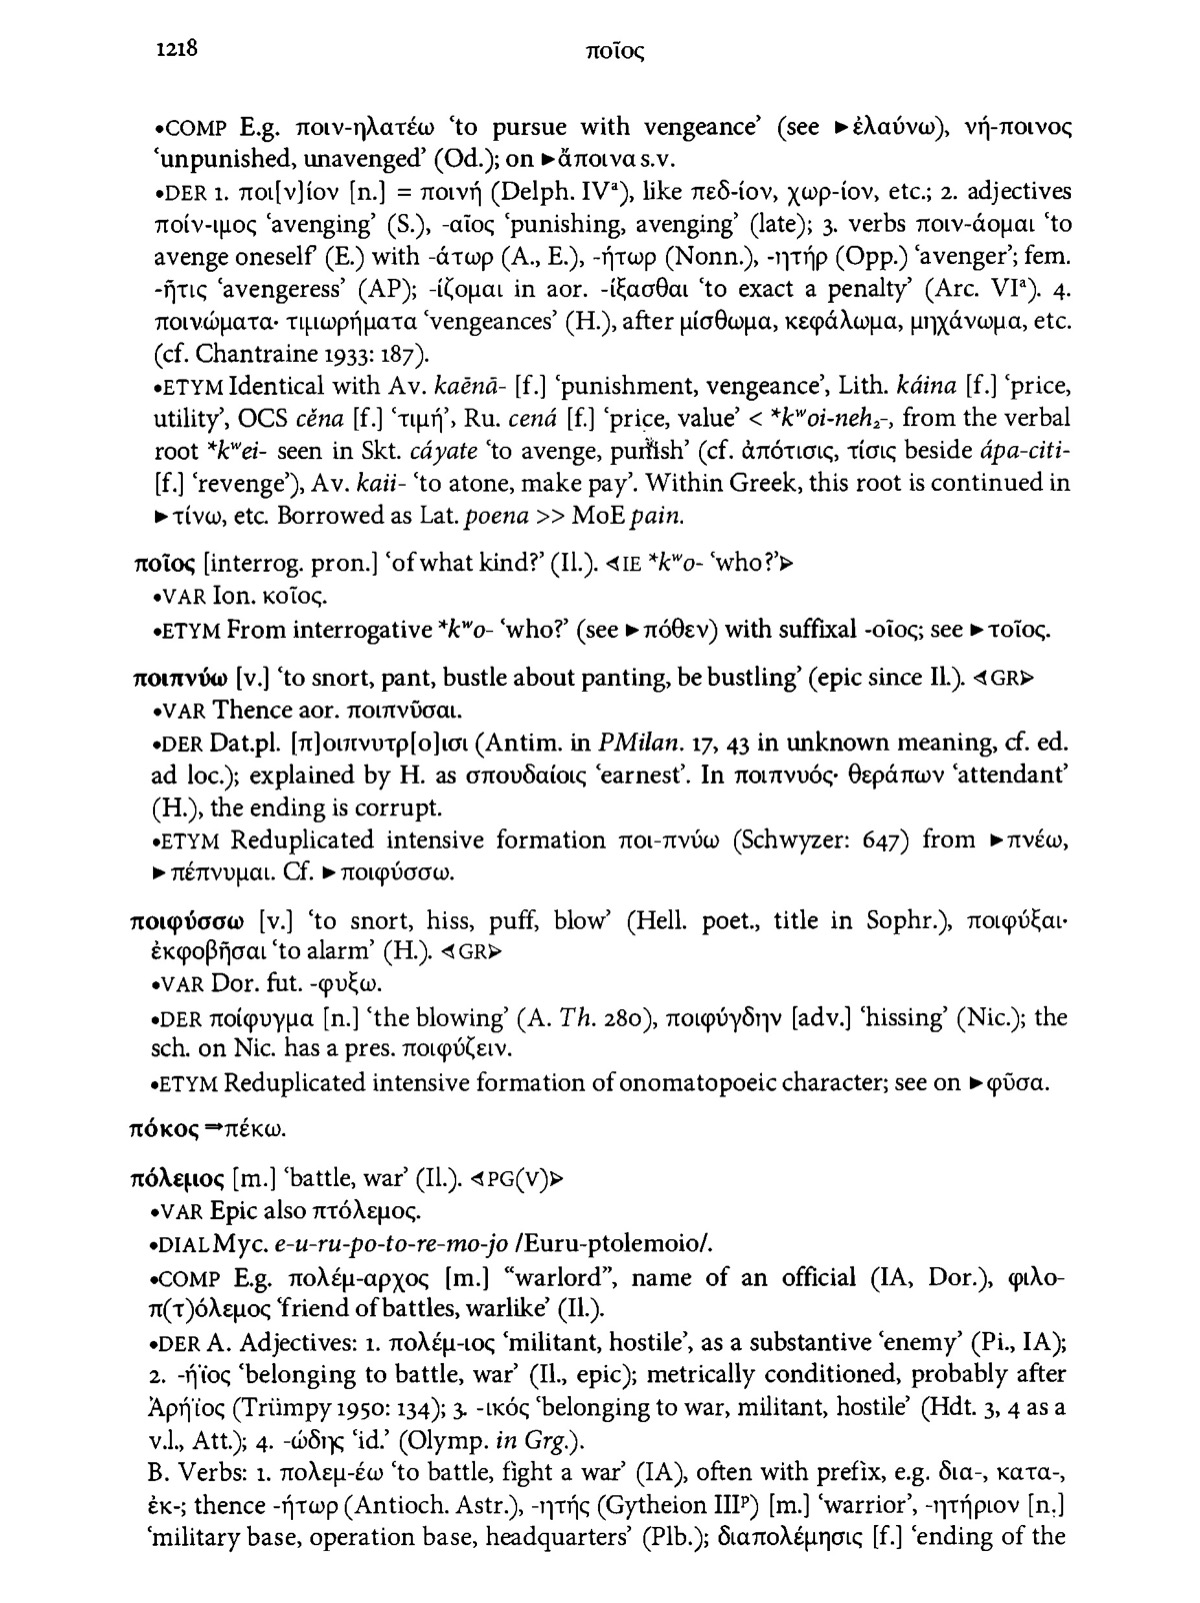 1218
ποῖος
•COMP E.g. ποιν-ηλατέω ‘to pursue with vengeance’ (see ►ἐλαύνω), νή-ποινος
‘unpunished, unavenged’ (Od.); on ►ἄποινα s.v.
•DER 1. ποι[ν]ίον [n.] = ποινή (Delph. IVᵃ), like πεδ-ίον, χωρ-ίον, etc.; 2. adjectives
ποίν-ιμος ‘avenging’ (S.), -αῖος ‘punishing, avenging’ (late); 3. verbs ποιν-άομαι ‘to
avenge oneself’ (E.) with -άτωρ (A., E.), -ήτωρ (Nonn.), -ητήρ (Opp.) ‘avenger’; fem.
-ῆτις ‘avengeress’ (AP); -ίζομαι in aor. -ίξασθαι ‘to exact a penalty’ (Arc. VIᵃ). 4.
ποινώματα· τιμωρήματα ‘vengeances’ (H.), after μίσθωμα, κεφάλωμα, μηχάνωμα, etc.
(cf. Chantraine 1933: 187).
•ETYM Identical with Av. kaēnā- [f.] ‘punishment, vengeance’, Lith. káina [f.] ‘price,
utility’, OCS cěna [f.] ‘τιμή’, Ru. cená [f.] ‘price, value’ < *kʷoi-neh₂-, from the verbal
root *kʷei- seen in Skt. cáyate ‘to avenge, punish’ (cf. ἀπότισις, τίσις beside ápa-citi-
[f.] ‘revenge’), Av. kaii- ‘to atone, make pay’. Within Greek, this root is continued in
►τίνω, etc. Borrowed as Lat. poena >> MoE pain.
ποῖος [interrog. pron.] ‘of what kind?’ (Il.). ⊲IE *kʷo- ‘who?’⊳
•VAR Ion. κοῖος.
•ETYM From interrogative *kʷo- ‘who?’ (see ►πόθεν) with suffixal -οῖος; see ►τοῖος.
ποιπνύω [v.] ‘to snort, pant, bustle about panting, be bustling’ (epic since Il.). ⊲GR⊳
•VAR Thence aor. ποιπνῦσαι.
•DER Dat.pl. [π]οιπνυτρ[ο]ισι (Antim. in PMilan. 17, 43 in unknown meaning, cf. ed.
ad loc.); explained by H. as σπουδαίοις ‘earnest’. In ποιπνυός· θεράπων ‘attendant’
(H.), the ending is corrupt.
•ETYM Reduplicated intensive formation ποι-πνύω (Schwyzer: 647) from ►πνέω,
►πέπνυμαι. Cf. ►ποιφύσσω.
ποιφύσσω [v.] ‘to snort, hiss, puff, blow’ (Hell. poet., title in Sophr.), ποιφύξαι·
ἐκφοβῆσαι ‘to alarm’ (H.). ⊲GR⊳
•VAR Dor. fut. -φυξω.
•DER ποίφυγμα [n.] ‘the blowing’ (A. Th. 280), ποιφύγδην [adv.] ‘hissing’ (Nic.); the
sch. on Nic. has a pres. ποιφύζειν.
•ETYM Reduplicated intensive formation of onomatopoeic character; see on ►φῦσα.
πόκος ⇒πέκω.
πόλεμος [m.] ‘battle, war’ (Il.). ⊲PG(V)⊳
•VAR Epic also πτόλεμος.
•DIAL Myc. e-u-ru-po-to-re-mo-jo /Euru-ptolemoio/.
•COMP E.g. πολέμ-αρχος [m.] “warlord”, name of an official (IA, Dor.), φιλο-
π(τ)όλεμος ‘friend of battles, warlike’ (Il.).
•DER A. Adjectives: 1. πολέμ-ιος ‘militant, hostile’, as a substantive ‘enemy’ (Pi., IA);
2. -ήϊος ‘belonging to battle, war’ (Il., epic); metrically conditioned, probably after
Ἀρήϊος (Trümpy 1950: 134); 3. -ικός ‘belonging to war, militant, hostile’ (Hdt. 3, 4 as a
v.l., Att.); 4. -ώδης ‘id.’ (Olymp. in Grg.).
B. Verbs: 1. πολεμ-έω ‘to battle, fight a war’ (IA), often with prefix, e.g. δια-, κατα-,
ἐκ-; thence -ήτωρ (Antioch. Astr.), -ητής (Gytheion IIIᵖ) [m.] ‘warrior’, -ητήριον [n.]
‘military base, operation base, headquarters’ (Plb.); διαπολέμησις [f.] ‘ending of the